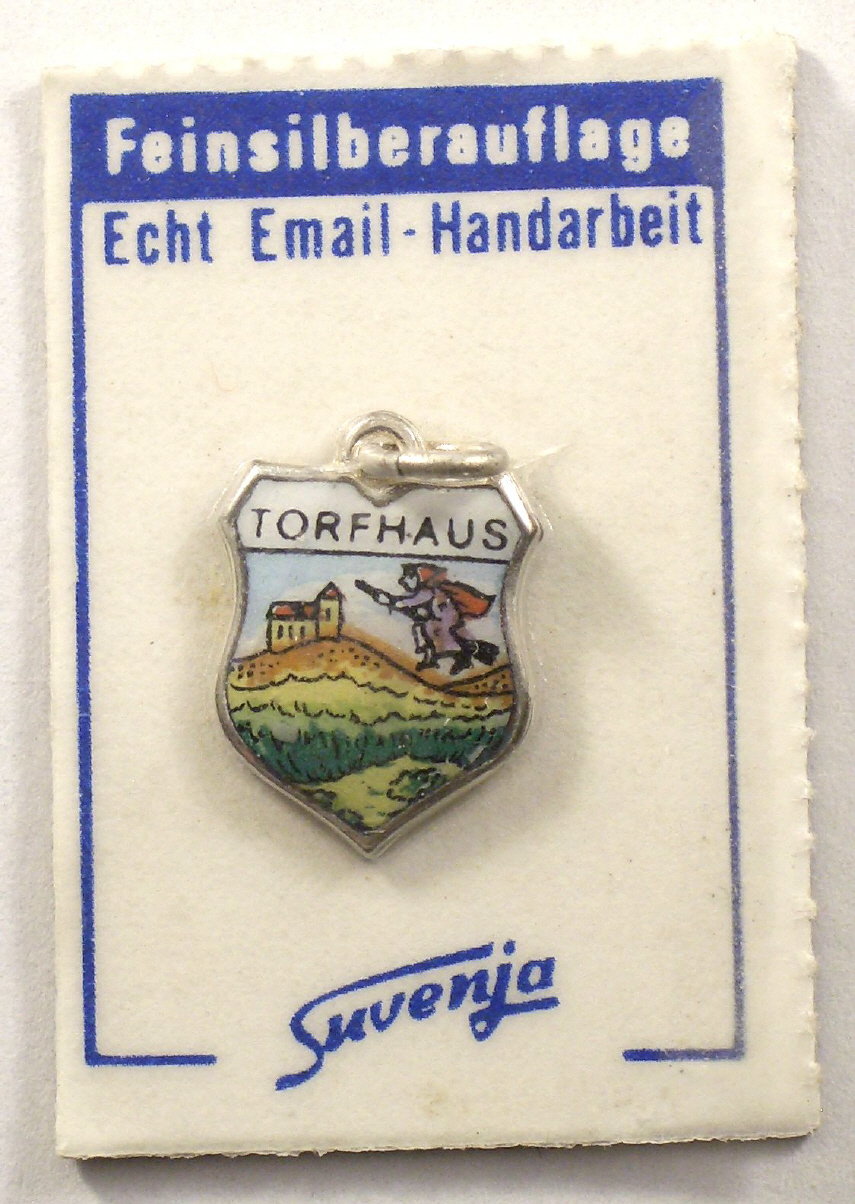 Feinsilberauflage
Echt Email-Handarbeit
TORFHAUS
Suvenja